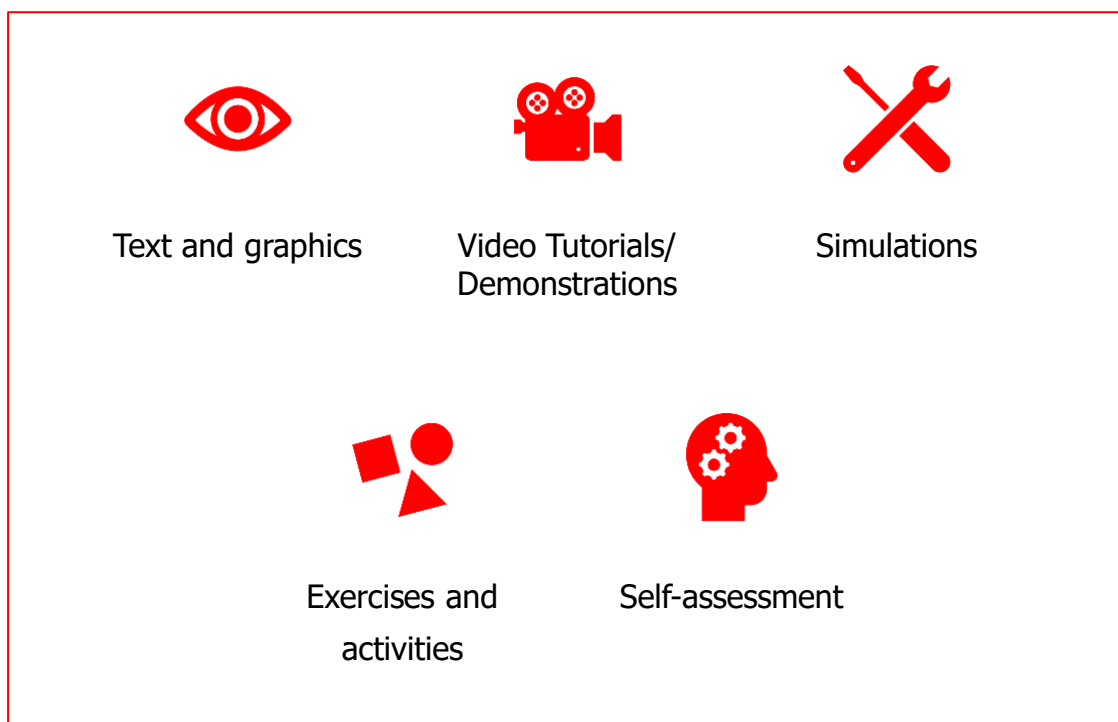 Text and graphics
Video Tutorials/
Demonstrations
Simulations
Exercises and
activities
Self-assessment